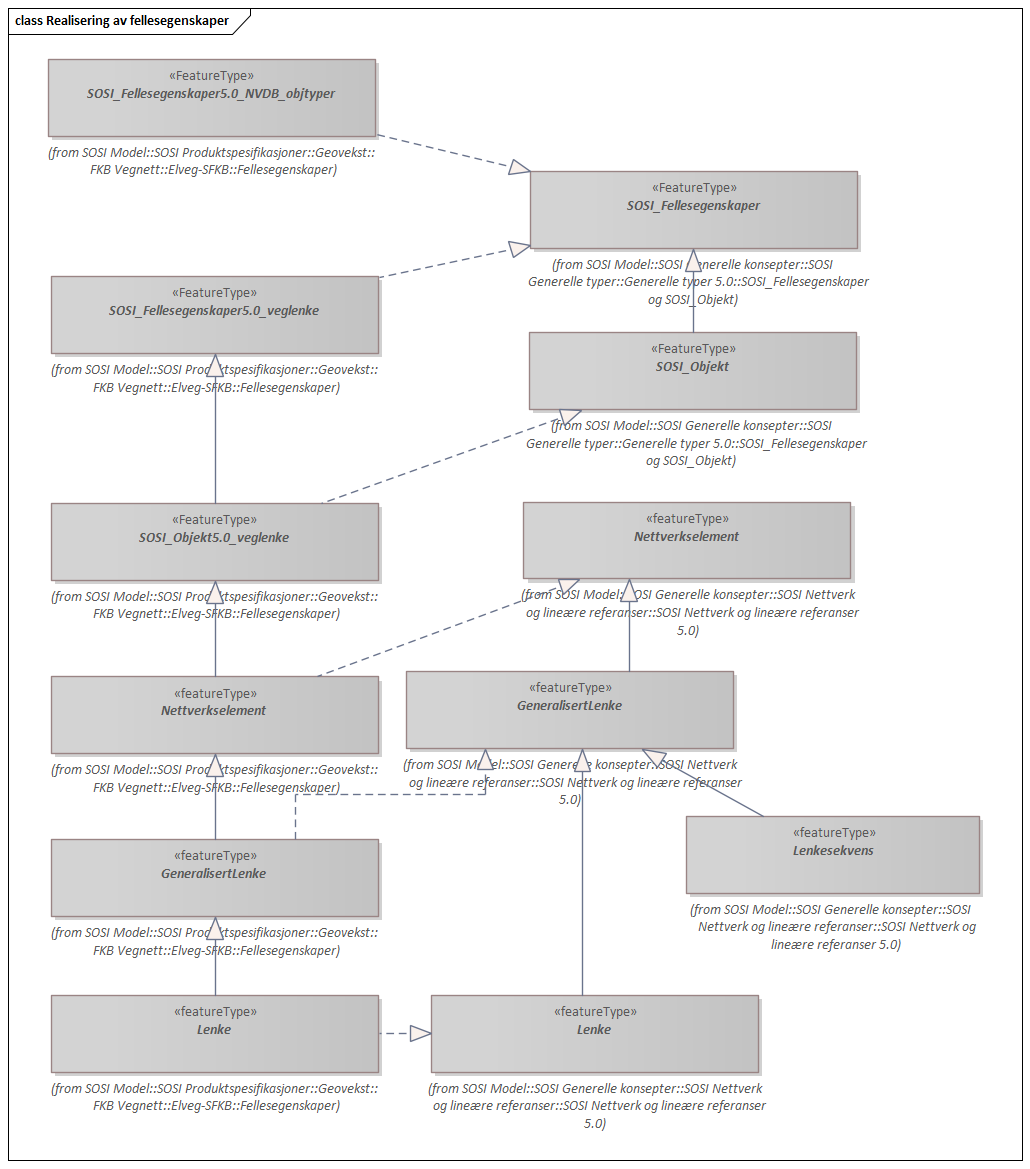 class Realisering av fellesegenskaper
«FeatureType»
SOSI_Fellesegenskaper5.0_NVDB_objtyper
(from SOSI Model::SOSI Produktspesifikasjoner::Geovekst::
FKB Vegnett::Elveg-SFKB::Fellesegenskaper)
«FeatureType»
SOSI_Fellesegenskaper
(from SOSI Model::SOSI Generelle konsepter::SOSI
Generelle typer::Generelle typer 5.0::SOSI_Fellesegenskaper
og SOSI_Objekt)
«FeatureType»
SOSI_Fellesegenskaper5.0_veglenke
(from SOSI Model::SOSI Produktspesifikasjoner::Geovekst::
FKB Vegnett::Elveg-SFKB::Fellesegenskaper)
«FeatureType»
SOSI_Objekt
(from SOSI Model::SOSI Generelle konsepter::SOSI
Generelle typer::Generelle typer 5.0::SOSI_Fellesegenskaper
og SOSI_Objekt)
«FeatureType»
SOSI_Objekt5.0_veglenke
(from SOSI Model::SOSI Produktspesifikasjoner::Geovekst::
FKB Vegnett::Elveg-SFKB::Fellesegenskaper)
«featureType»
Nettverkselement
(from SOSI Model::SOSI Generelle konsepter::SOSI Nettverk
og lineære referanser::SOSI Nettverk og lineære referanser
5.0)
«featureType»
Nettverkselement
(from SOSI Model::SOSI Produktspesifikasjoner::Geovekst::
FKB Vegnett::Elveg-SFKB::Fellesegenskaper)
«featureType»
GeneralisertLenke
(from SOSI Model::SOSI Generelle konsepter::SOSI Nettverk
og lineære referanser::SOSI Nettverk og lineære referanser
5.0)
«featureType»
Lenkesekvens
(from SOSI Model::SOSI Generelle konsepter::SOSI
Nettverk og lineære referanser::SOSI Nettverk og
lineære referanser 5.0)
«featureType»
GeneralisertLenke
(from SOSI Model::SOSI Produktspesifikasjoner::Geovekst::
FKB Vegnett::Elveg-SFKB::Fellesegenskaper)
«featureType»
Lenke
(from SOSI Model::SOSI Produktspesifikasjoner::Geovekst::
FKB Vegnett::Elveg-SFKB::Fellesegenskaper)
«featureType»
Lenke
(from SOSI Model::SOSI Generelle konsepter::SOSI Nettverk
og lineære referanser::SOSI Nettverk og lineære referanser
5.0)